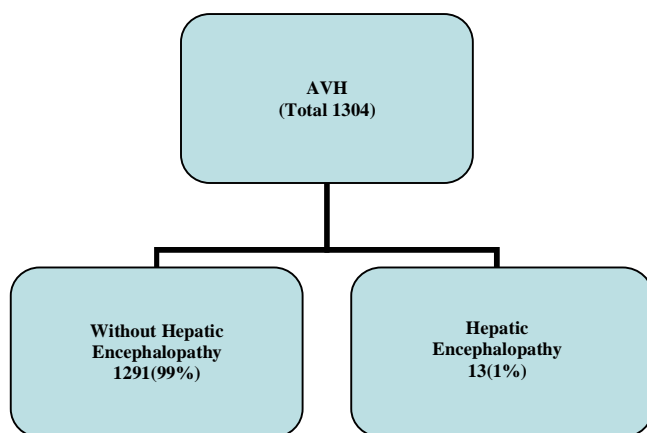 AVH
(Total 1304)
Without Hepatic
Encephalopathy
1291(99%)
Hepatic
Encephalopathy
13(1%)